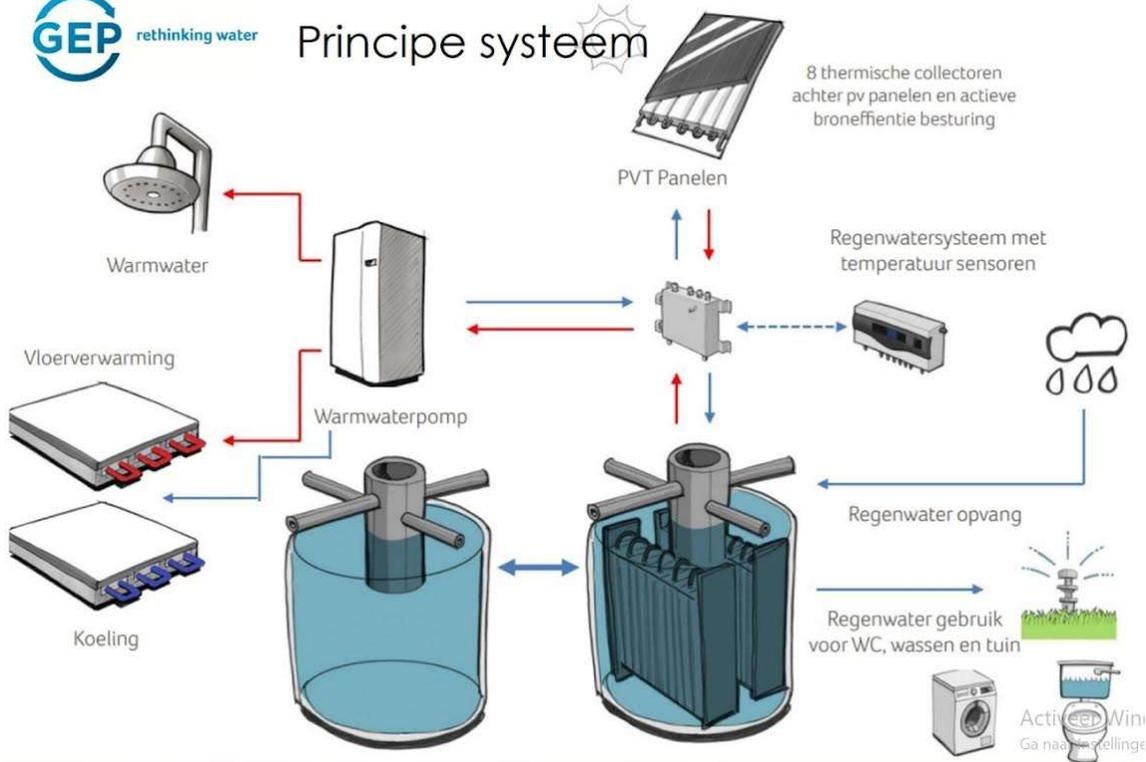 GEP rethinking water
Principe systeem
8 thermische collectoren
achter pv panelen en actieve
broneffientie besturing
PVT Panelen
Regenwatersysteem met
temperatuur sensoren
Warmwater
Vloerverwarming
Warmwaterpomp
Regenwater opvang
Regenwater gebruik
voor WC, wassen en tuin
Koeling